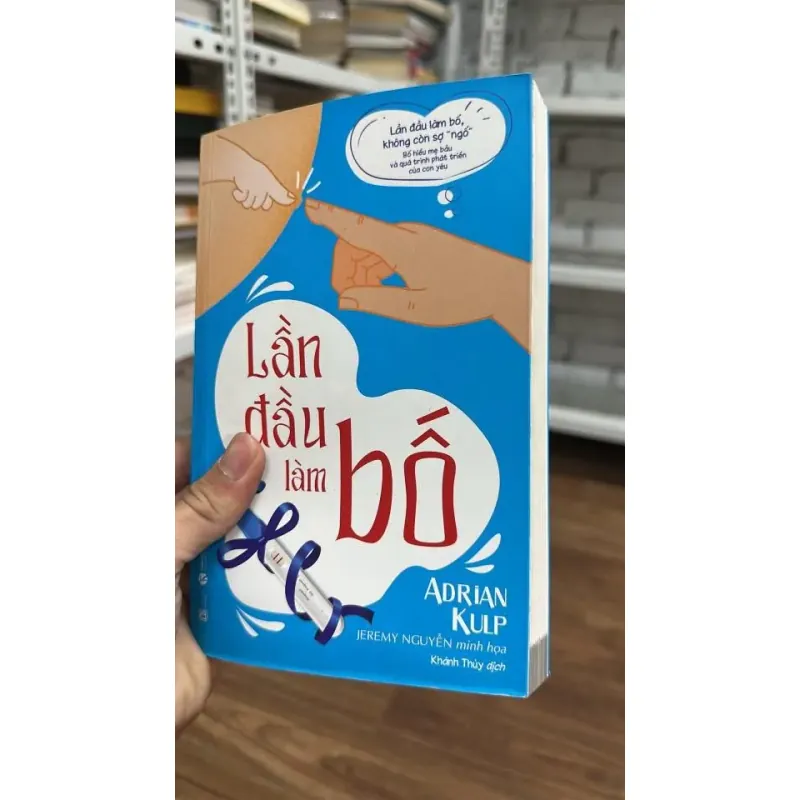 Lần đầu làm bố,
không còn sợ "ngố"
Bố hiểu mẹ bầu
và quá trình phát triển
của con yêu
Lần
đầu
làm
bố
ADRIAN
KULP
JEREMY NGUYỄN minh họa
Khánh Thủy dịch